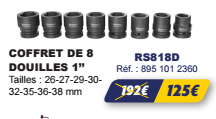 COFFRET DE 8
DOUILLES 1”
Tailles : 26-27-29-30-
32-35-36-38 mm
RS818D
Réf. : 895 101 2360
192€ 125€